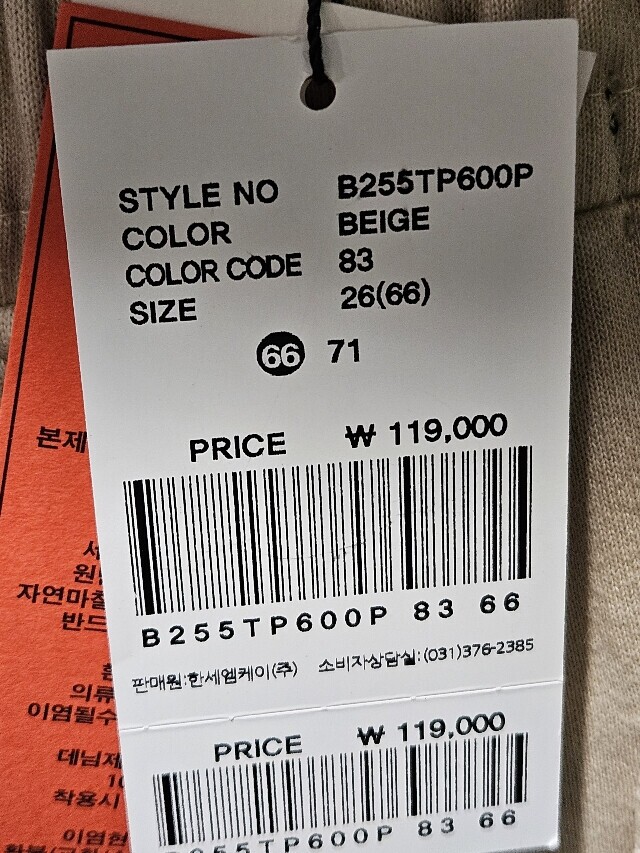 STYLE NO B255TP600P
COLOR BEIGE
COLOR CODE 83
SIZE 26(66)
66 71
PRICE ₩ 119,000
B255TP600P 83 66
판매원:한세엠케이(주) 소비자상담실:(031)376-2385
PRICE ₩ 119,000
B255TP600P 83 66
본제
자연마찰
반드
의류
이염될수
데님제
착용시
이염현